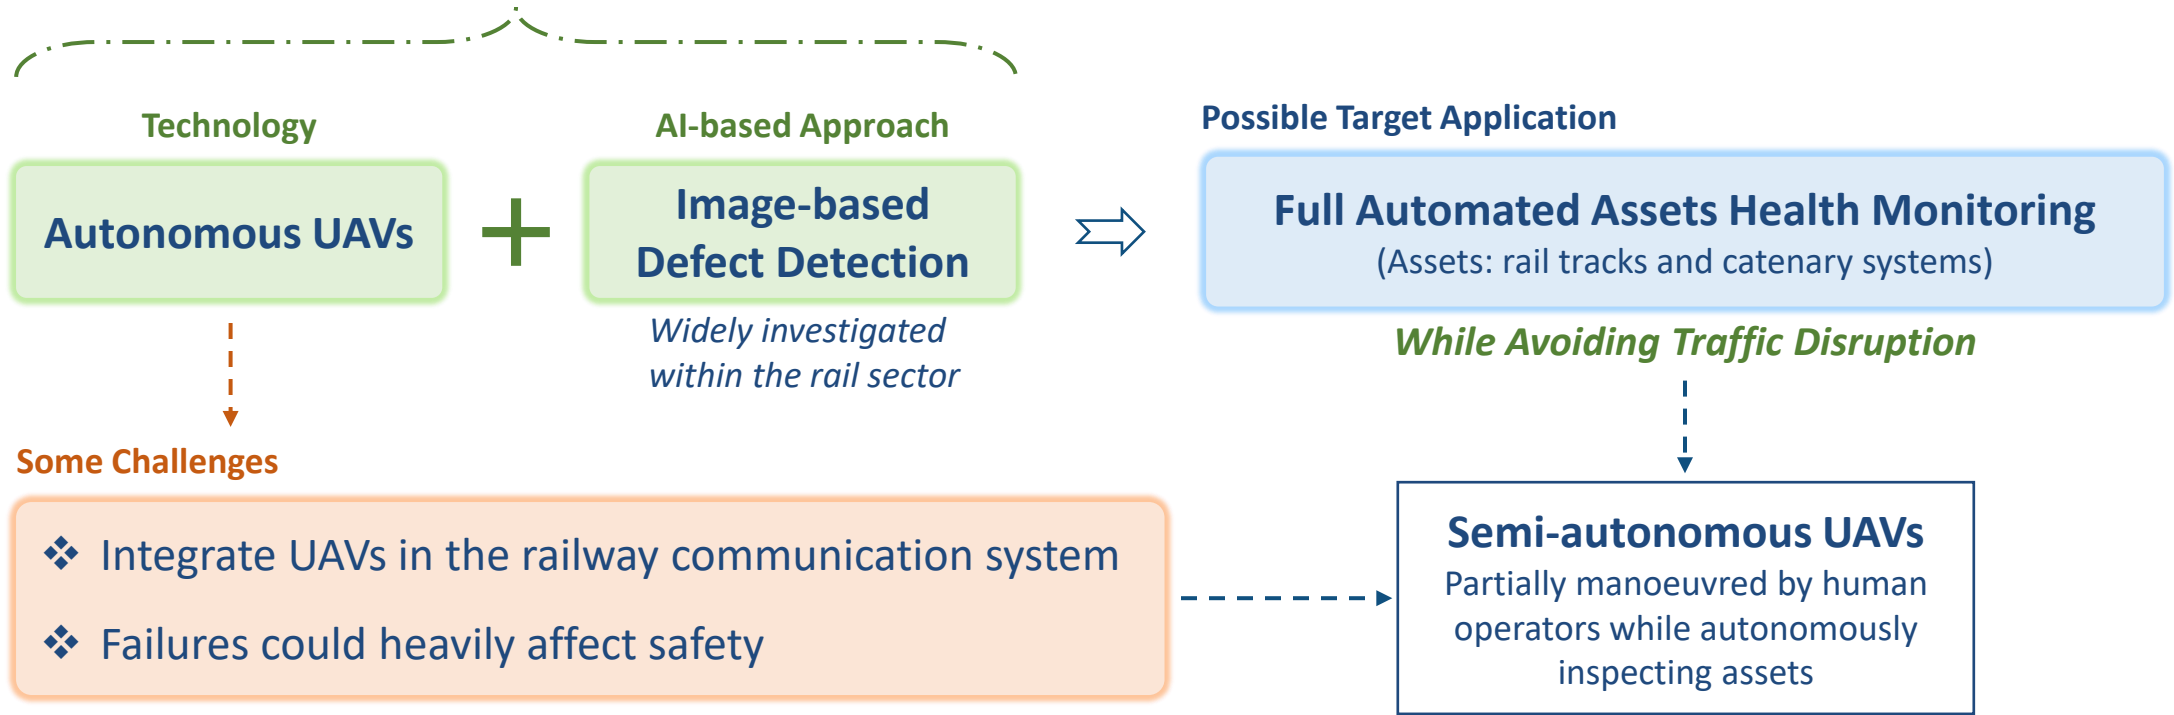 Technology
Autonomous UAVs
AI-based Approach
Image-based
Defect Detection
Widely investigated
within the rail sector
Possible Target Application
Full Automated Assets Health Monitoring
(Assets: rail tracks and catenary systems)
While Avoiding Traffic Disruption
Some Challenges
❖ Integrate UAVs in the railway communication system
❖ Failures could heavily affect safety
Semi-autonomous UAVs
Partially manoeuvred by human
operators while autonomously
inspecting assets